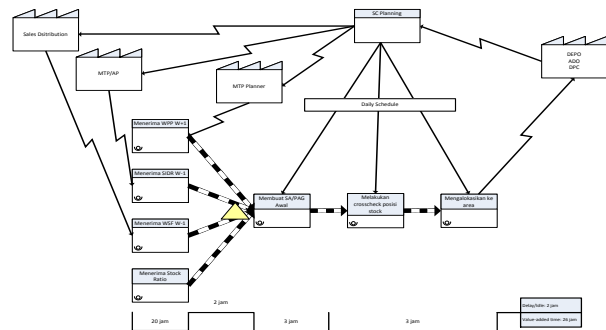 SC Planning
Sales Dsitribution
DEPO
ADD
DPC
MTP/AP
MTP Planner
Daily Schedule
Menerima WPP W+1
Menerima SIDR W-1
Membuat SA/PAG
Awal
Melakukan
crosscheck posisi
stock
Mengalokasikan ke
area
Menerima WSF W-1
Menerima Stock
Ratio
2 jam
20 jam
3 jam
3 jam
Delay/Idle: 2 jam
Value-added time: 26 jam